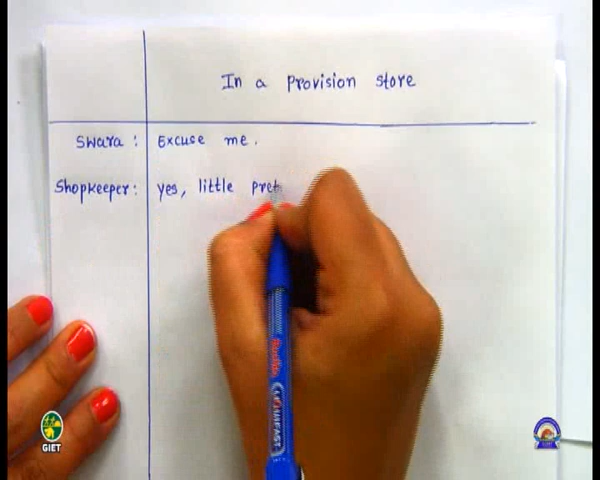 In a provision store
Swara : Excuse me.
Shopkeeper: yes, little pret
GIET